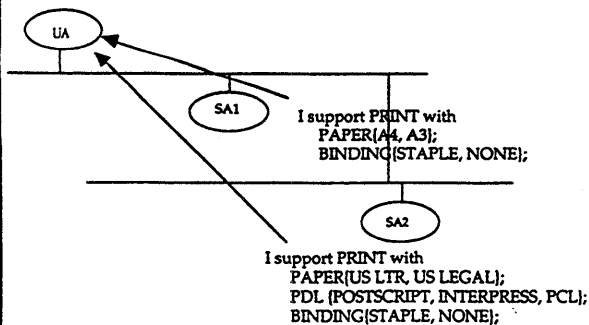 UA
SA1
I support PRINT with
PAPER{A4, A3};
BINDING{STAPLE, NONE};
SA2
I support PRINT with
PAPER{US LTR, US LEGAL};
PDL {POSTSCRIPT, INTERPRESS, PCL};
BINDING{STAPLE, NONE};